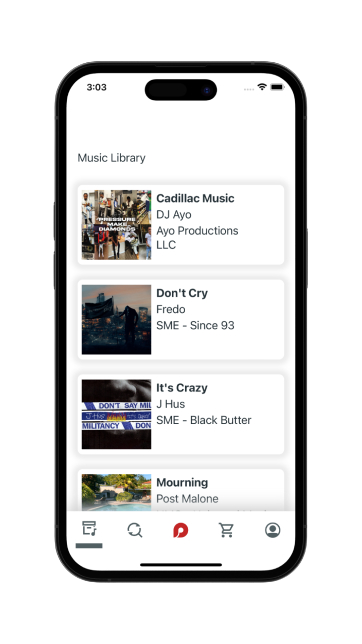 3:03
Music Library
Cadillac Music
DJ Ayo
Ayo Productions
LLC
PRESSURE
MAKE
DIAMONDS
Don't Cry
Fredo
SME - Since 93
It's Crazy
J Hus
SME - Black Butter
DON'T SAY MIL
MILITANCY
DON
Mourning
Post Malone